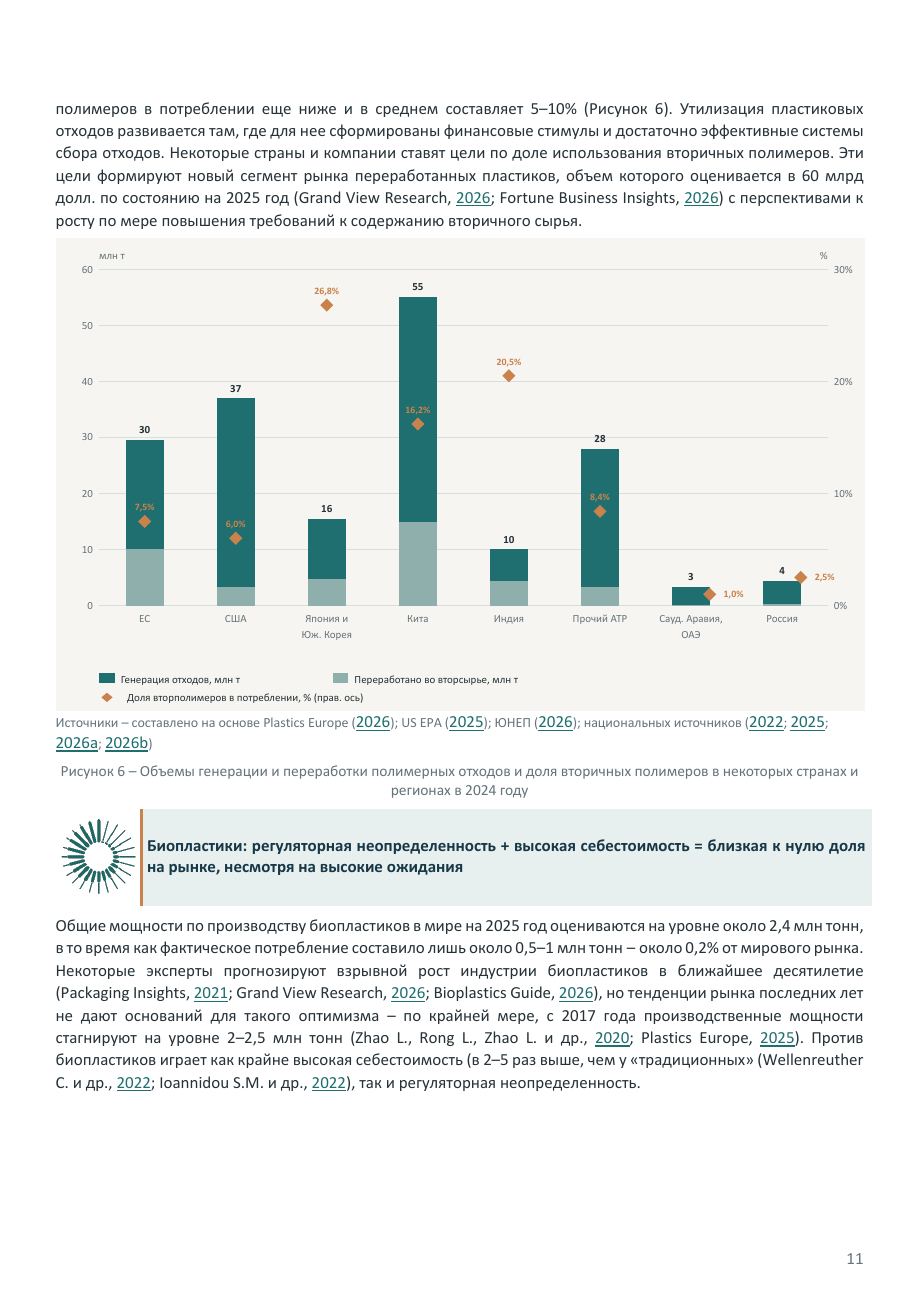 полимеров в потреблении еще ниже и в среднем составляет 5–10% (Рисунок 6). Утилизация пластиковых
отходов развивается там, где для нее сформированы финансовые стимулы и достаточно эффективные системы
сбора отходов. Некоторые страны и компании ставят цели по доле использования вторичных полимеров. Эти
цели формируют новый сегмент рынка переработанных пластиков, объем которого оценивается в 60 млрд
долл. по состоянию на 2025 год (Grand View Research, 2026; Fortune Business Insights, 2026) с перспективами к
росту по мере повышения требований к содержанию вторичного сырья.
млн т %
60 30%
50
40 20%
30
20 10%
10
0 0%
30
7,5%
37
6,0%
26,8%
16
55
16,2%
20,5%
10
28
8,4%
3
1,0%
4
2,5%
ЕС США Япония и Кита Индия Прочий АТР Сауд. Аравия, Россия
Юж. Корея ОАЭ
Генерация отходов, млн т Переработано во вторсырье, млн т
Доля вторполимеров в потреблении, % (прав. ось)
Источники – составлено на основе Plastics Europe (2026); US EPA (2025); ЮНЕП (2026); национальных источников (2022; 2025;
2026a; 2026b)
Рисунок 6 – Объемы генерации и переработки полимерных отходов и доля вторичных полимеров в некоторых странах и
регионах в 2024 году
Биопластики: регуляторная неопределенность + высокая себестоимость = близкая к нулю доля
на рынке, несмотря на высокие ожидания
Общие мощности по производству биопластиков в мире на 2025 год оцениваются на уровне около 2,4 млн тонн,
в то время как фактическое потребление составило лишь около 0,5–1 млн тонн – около 0,2% от мирового рынка.
Некоторые эксперты прогнозируют взрывной рост индустрии биопластиков в ближайшее десятилетие
(Packaging Insights, 2021; Grand View Research, 2026; Bioplastics Guide, 2026), но тенденции рынка последних лет
не дают оснований для такого оптимизма – по крайней мере, с 2017 года производственные мощности
стагнируют на уровне 2–2,5 млн тонн (Zhao L., Rong L., Zhao L. и др., 2020; Plastics Europe, 2025). Против
биопластиков играет как крайне высокая себестоимость (в 2–5 раз выше, чем у «традиционных» (Wellenreuther
C. и др., 2022; Ioannidou S.M. и др., 2022), так и регуляторная неопределенность.
11